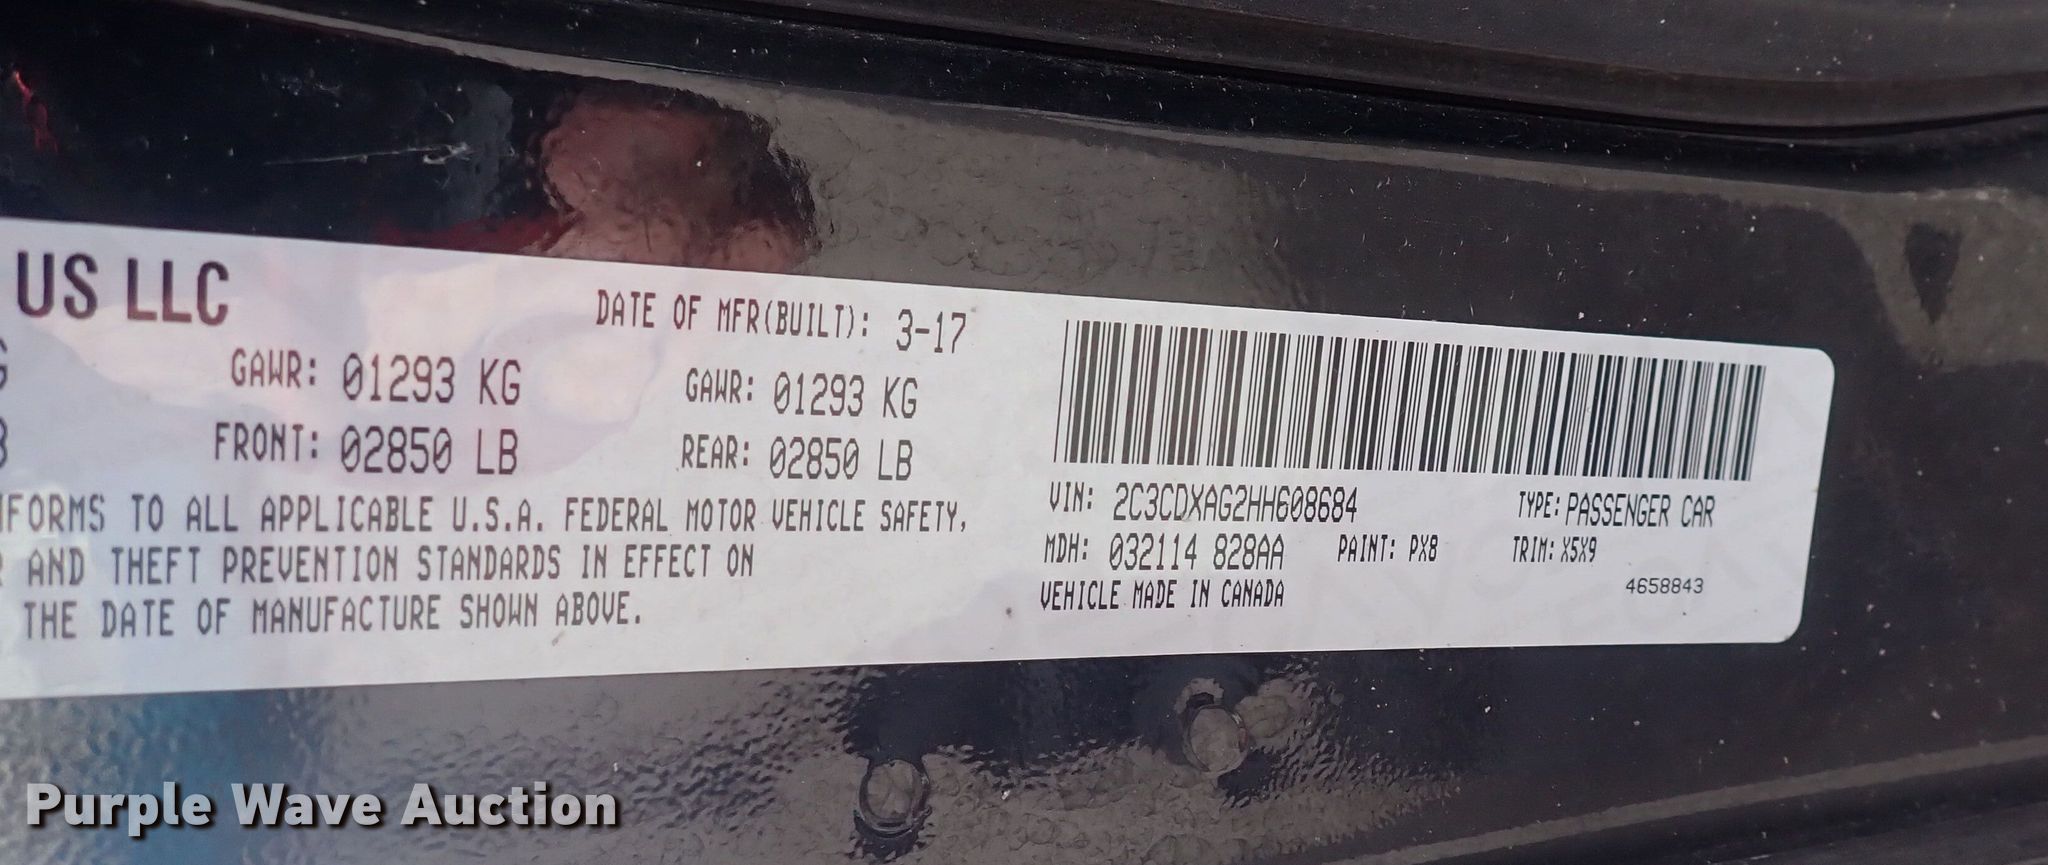 US LLC
DATE OF MFR(BUILT): 3-17
GAWR: 01293 KG
GAWR: 01293 KG
FRONT: 02850 LB
REAR: 02850 LB
FORMS TO ALL APPLICABLE U.S.A. FEDERAL MOTOR VEHICLE SAFETY,
AND THEFT PREVENTION STANDARDS IN EFFECT ON
THE DATE OF MANUFACTURE SHOWN ABOVE.
VIN: 2C3CDXAG2HH608684
TYPE: PASSENGER CAR
MDH: 032114 828AA
PAINT: PX8
TRIM: X5X9
VEHICLE MADE IN CANADA
4658843
Purple Wave Auction